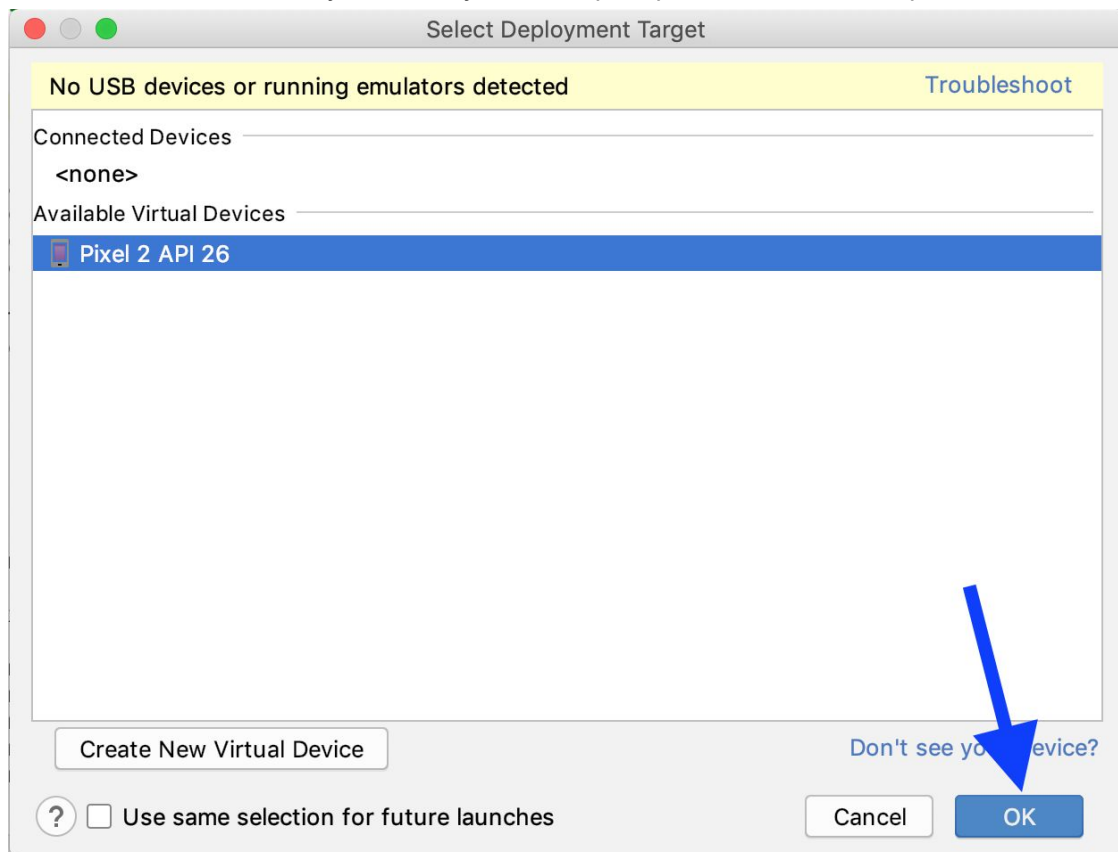 Select Deployment Target
No USB devices or running emulators detected Troubleshoot
Connected Devices
<none>
Available Virtual Devices
Pixel 2 API 26
Create New Virtual Device Don't see evice?
? Use same selection for future launches Cancel OK